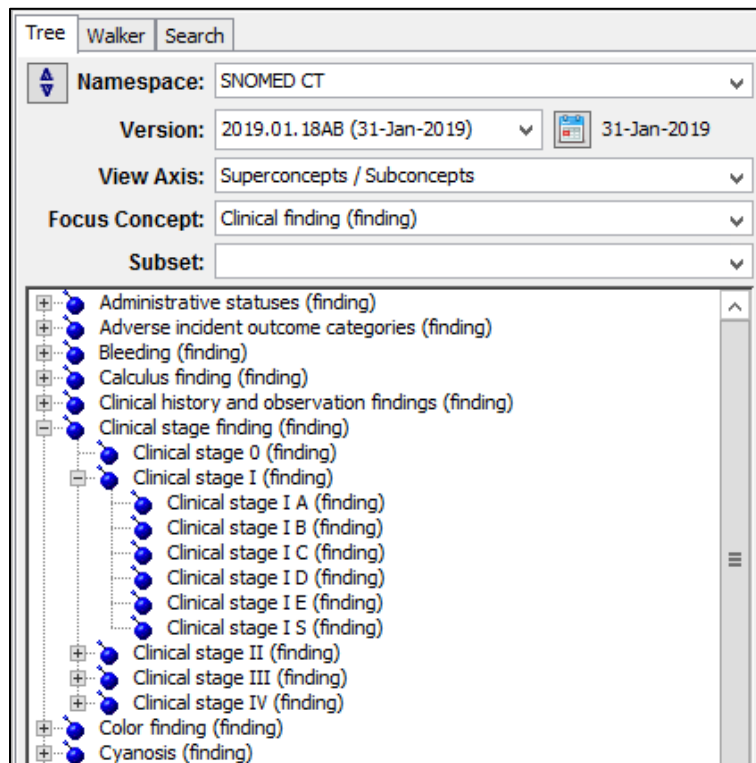 Tree Walker Search
Namespace: SNOMED CT
Version: 2019.01.18AB (31-Jan-2019) 31-Jan-2019
View Axis: Superconcepts / Subconcepts
Focus Concept: Clinical finding (finding)
Subset:
Administrative statuses (finding)
Adverse incident outcome categories (finding)
Bleeding (finding)
Calculus finding (finding)
Clinical history and observation findings (finding)
Clinical stage finding (finding)
Clinical stage 0 (finding)
Clinical stage I (finding)
Clinical stage I A (finding)
Clinical stage I B (finding)
Clinical stage I C (finding)
Clinical stage I D (finding)
Clinical stage I E (finding)
Clinical stage I S (finding)
Clinical stage II (finding)
Clinical stage III (finding)
Clinical stage IV (finding)
Color finding (finding)
Cyanosis (finding)